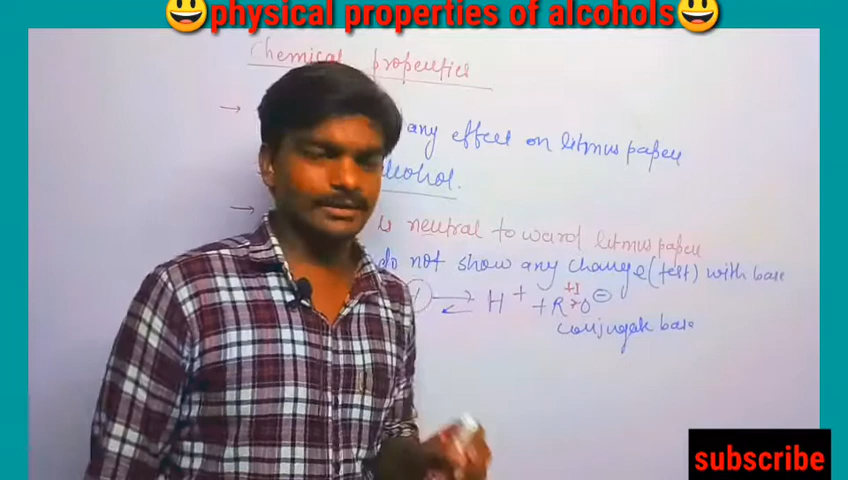 😃physical properties of alcohols😃
Chemical properties
→ any effect on litmus paper
alcohol.
→ is neutral toward litmus paper
do not show any change (test) with base
⇌ H⁺ + R→O⊖
+I
conjugate base
subscribe